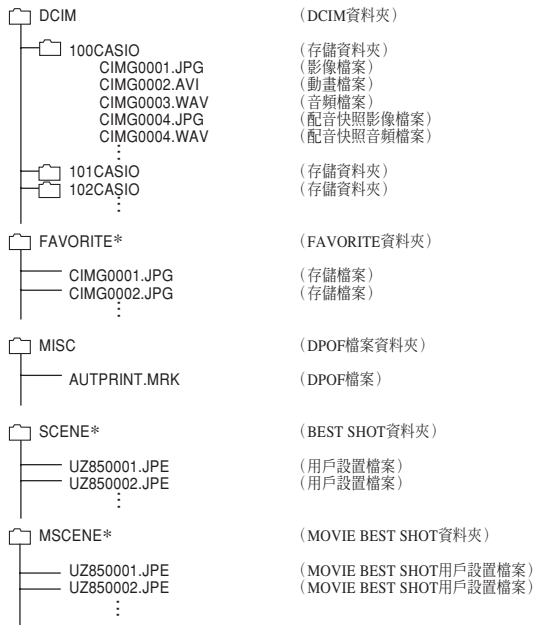 DCIM （DCIM資料夾）
100CASIO （存儲資料夾）
CIMG0001.JPG （影像檔案）
CIMG0002.AVI （動畫檔案）
CIMG0003.WAV （音頻檔案）
CIMG0004.JPG （配音快照影像檔案）
CIMG0004.WAV （配音快照音頻檔案）
101CASIO （存儲資料夾）
102CASIO （存儲資料夾）
FAVORITE* （FAVORITE資料夾）
CIMG0001.JPG （存儲檔案）
CIMG0002.JPG （存儲檔案）
MISC （DPOF檔案資料夾）
AUTPRINT.MRK （DPOF檔案）
SCENE* （BEST SHOT資料夾）
UZ850001.JPE （用戶設置檔案）
UZ850002.JPE （用戶設置檔案）
MSCENE* （MOVIE BEST SHOT資料夾）
UZ850001.JPE （MOVIE BEST SHOT用戶設置檔案）
UZ850002.JPE （MOVIE BEST SHOT用戶設置檔案）